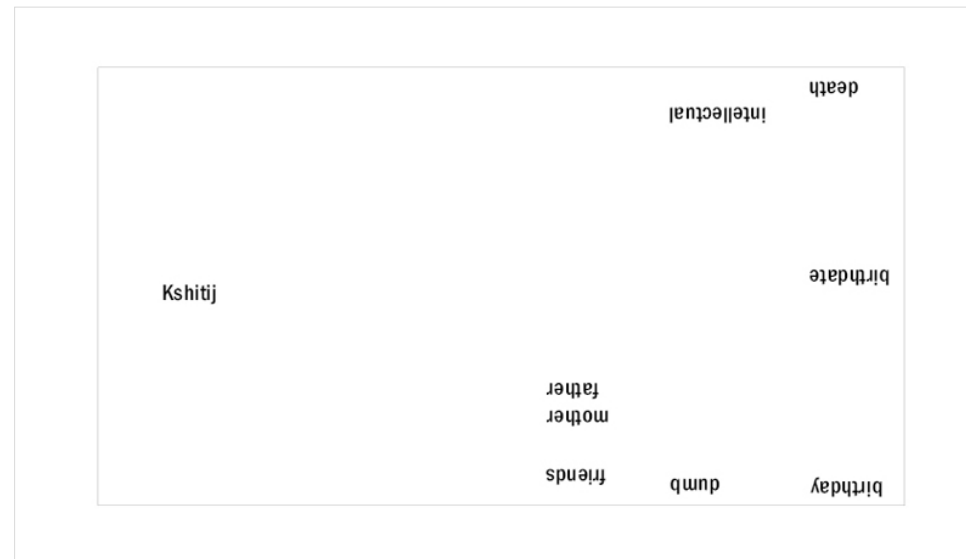 death
intellectual
birthdate
Kshitij
father
mother
friends
dumb
birthday